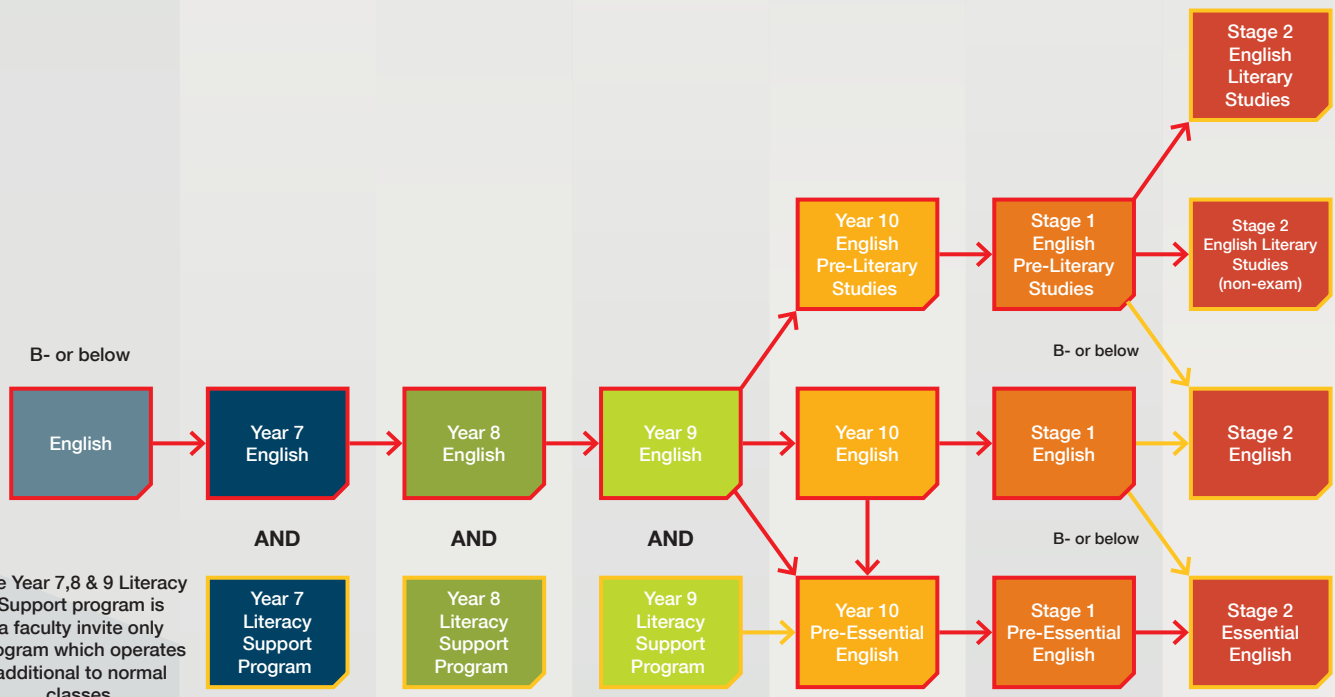 Stage 2
English
Literary
Studies
Year 10
English
Pre-Literary
Studies
Stage 1
English
Pre-Literary
Studies
Stage 2
English Literary
Studies
(non-exam)
B- or below
B- or below
English
Year 7
English
Year 8
English
Year 9
English
Year 10
English
Stage 1
English
Stage 2
English
AND
AND
AND
B- or below
e Year 7,8 & 9 Literacy
Support program is
a faculty invite only
ogram which operates
additional to normal
classes
Year 7
Literacy
Support
Program
Year 8
Literacy
Support
Program
Year 9
Literacy
Support
Program
Year 10
Pre-Essential
English
Stage 1
Pre-Essential
English
Stage 2
Essential
English